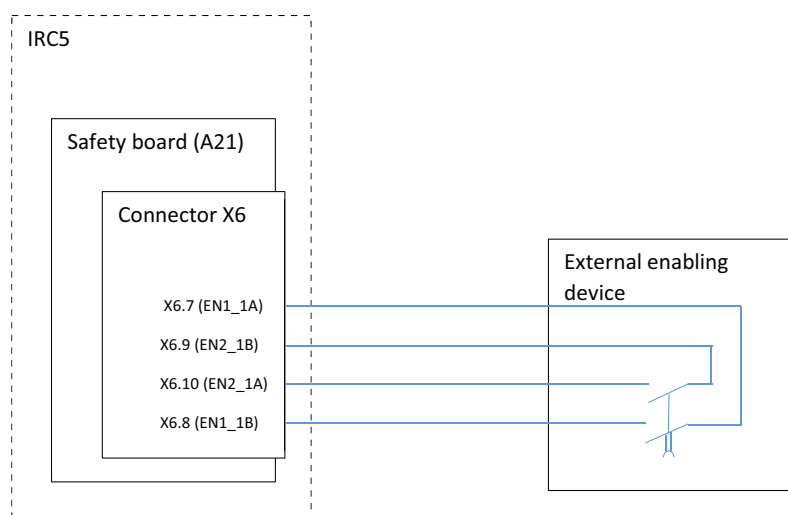 IRC5
Safety board (A21)
Connector X6
External enabling
device
X6.7 (EN1_1A)
X6.9 (EN2_1B)
X6.10 (EN2_1A)
X6.8 (EN1_1B)